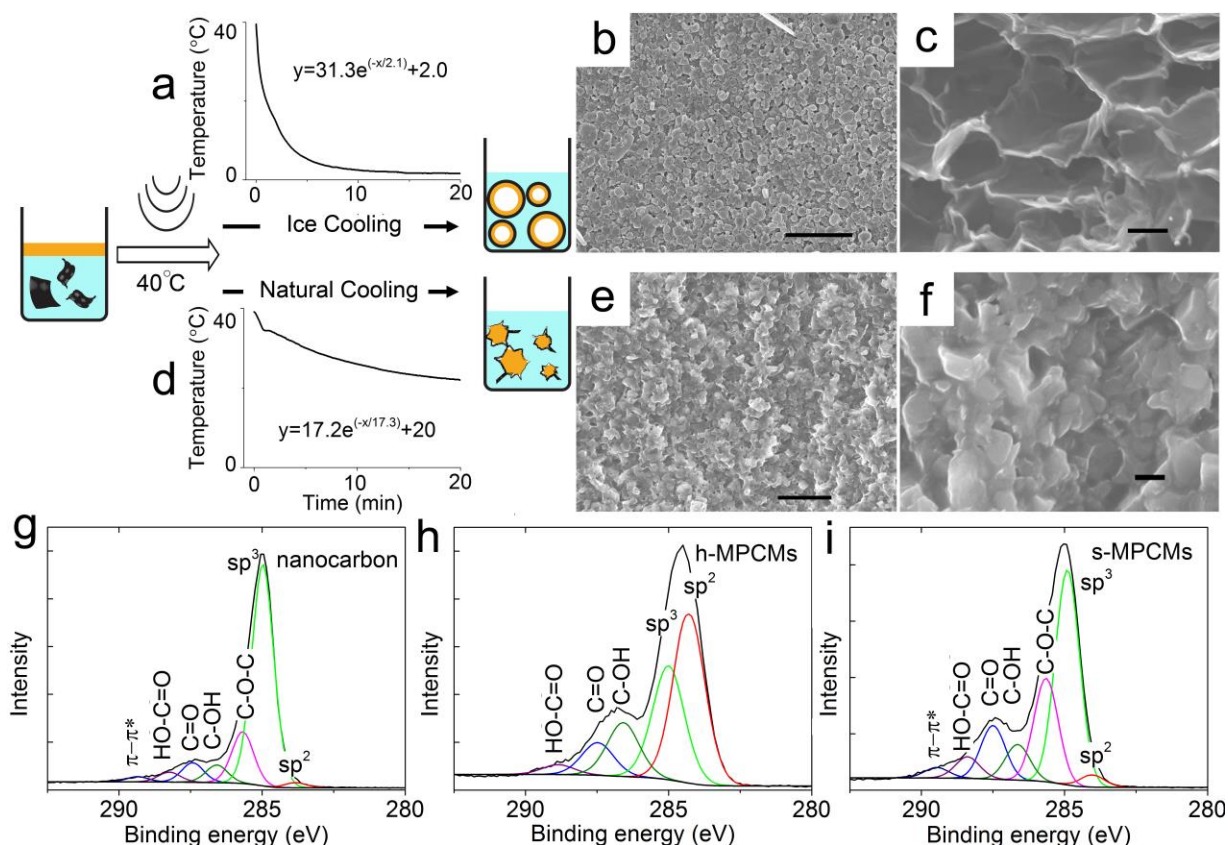 a
Temperature (°C)
40
0
y=31.3e^(-x/2.1)+2.0
0
10
20
40°C
Ice Cooling
Natural Cooling
d
Temperature (°C)
40
0
y=17.2e^(-x/17.3)+20
0
10
20
Time (min)
b
c
e
f
g
nanocarbon
Intensity
π–π*
HO-C=O
C=O
C-OH
C-O-C
sp³
sp²
290
285
280
Binding energy (eV)
h
h-MPCMs
Intensity
HO-C=O
C=O
C-OH
sp³
sp²
290
285
280
Binding energy (eV)
i
s-MPCMs
Intensity
π–π*
HO-C=O
C=O
C-OH
C-O-C
sp³
sp²
290
285
280
Binding energy (eV)